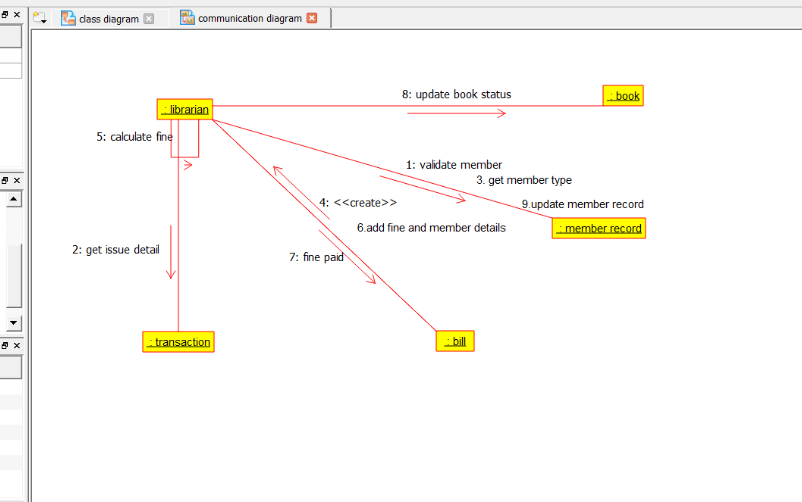 class diagram
communication diagram
8: update book status
: book
: librarian
5: calculate fine
1: validate member
3. get member type
4: <<create>>
9.update member record
6.add fine and member details
: member record
2: get issue detail
7: fine paid
: transaction
: bill